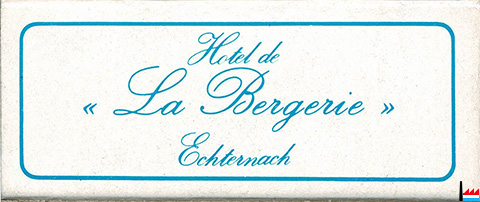 Hotel de
« La Bergerie »
Echternach